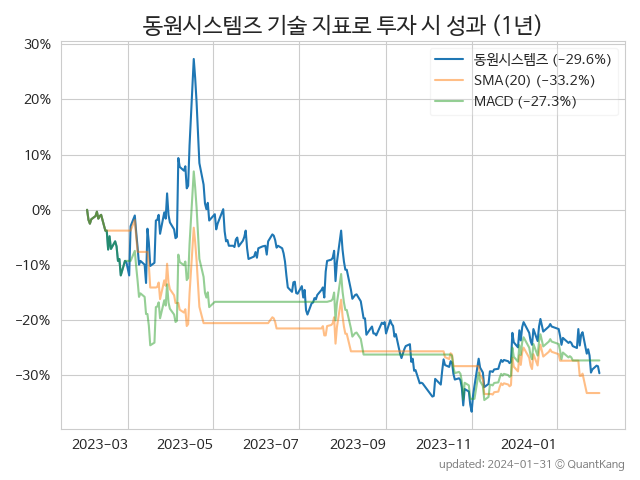 동원시스템즈 기술 지표로 투자 시 성과 (1년)
30%
20%
10%
0%
−10%
−20%
−30%
동원시스템즈 (−29.6%)
SMA(20) (−33.2%)
MACD (−27.3%)
2023-03 2023-05 2023-07 2023-09 2023-11 2024-01
updated: 2024-01-31 © QuantKang